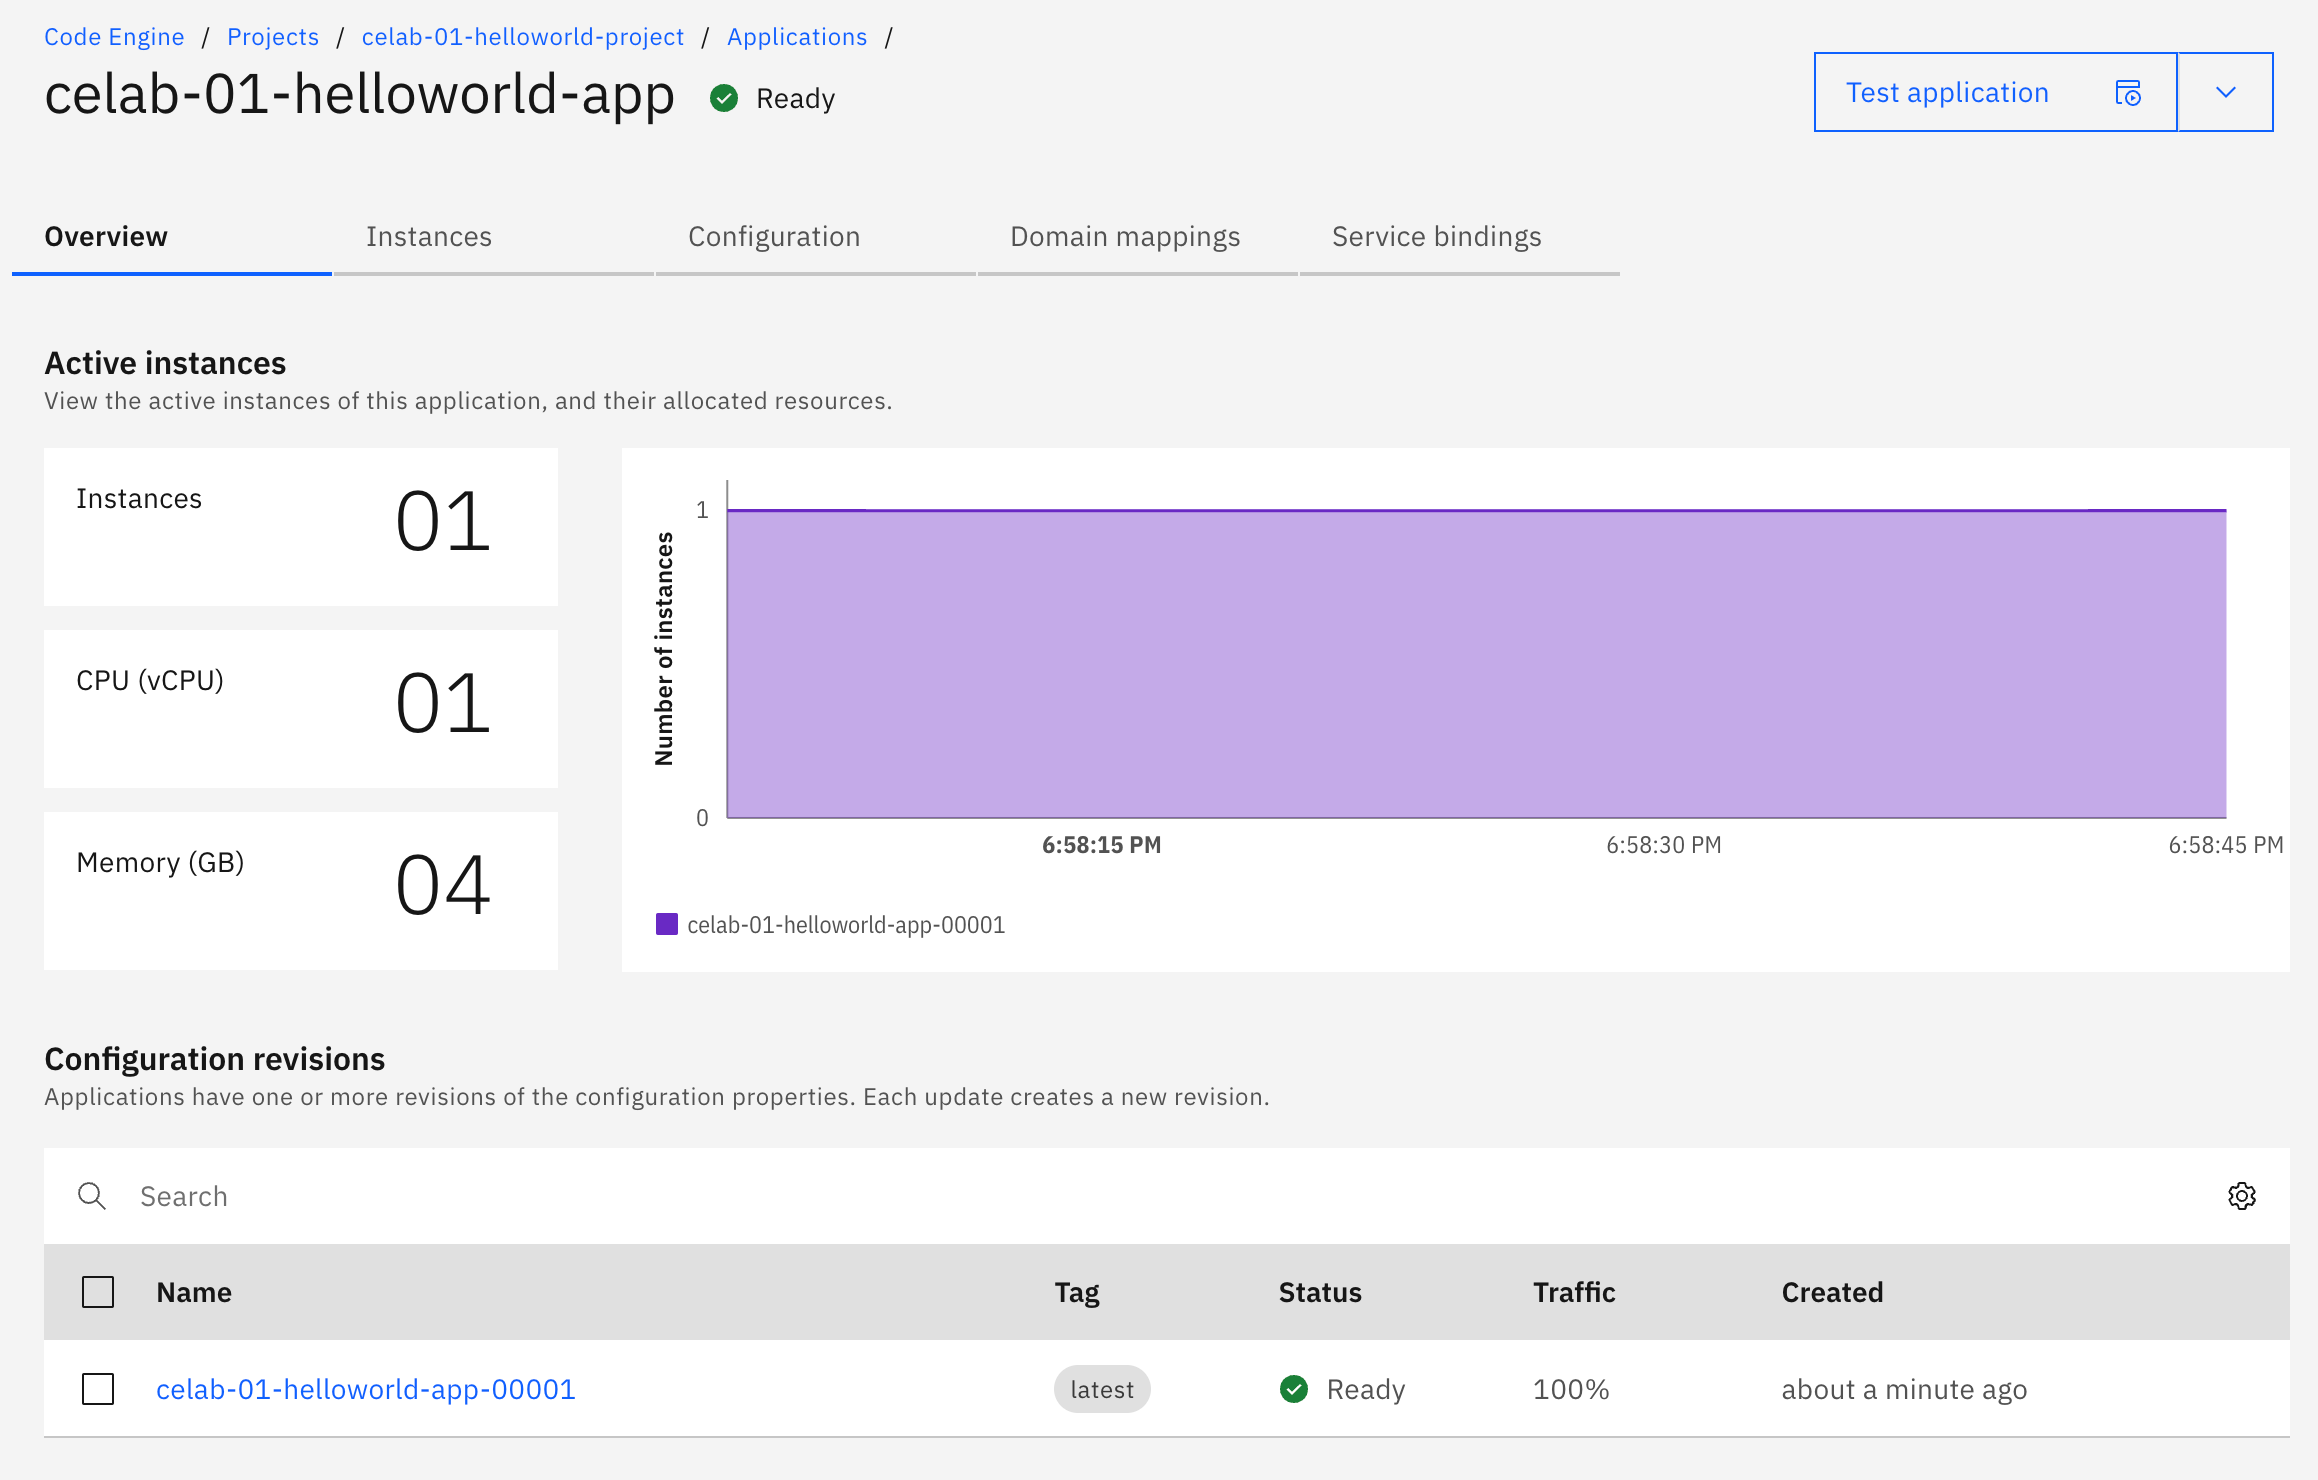 Code Engine / Projects / celab-01-helloworld-project / Applications /
celab-01-helloworld-app Ready
Test application
Overview Instances Configuration Domain mappings Service bindings
Active instances
View the active instances of this application, and their allocated resources.
Instances 01
CPU (vCPU) 01
Memory (GB) 04
Number of instances
1
0
6:58:15 PM 6:58:30 PM 6:58:45 PM
celab-01-helloworld-app-00001
Configuration revisions
Applications have one or more revisions of the configuration properties. Each update creates a new revision.
Search
Name Tag Status Traffic Created
celab-01-helloworld-app-00001 latest Ready 100% about a minute ago